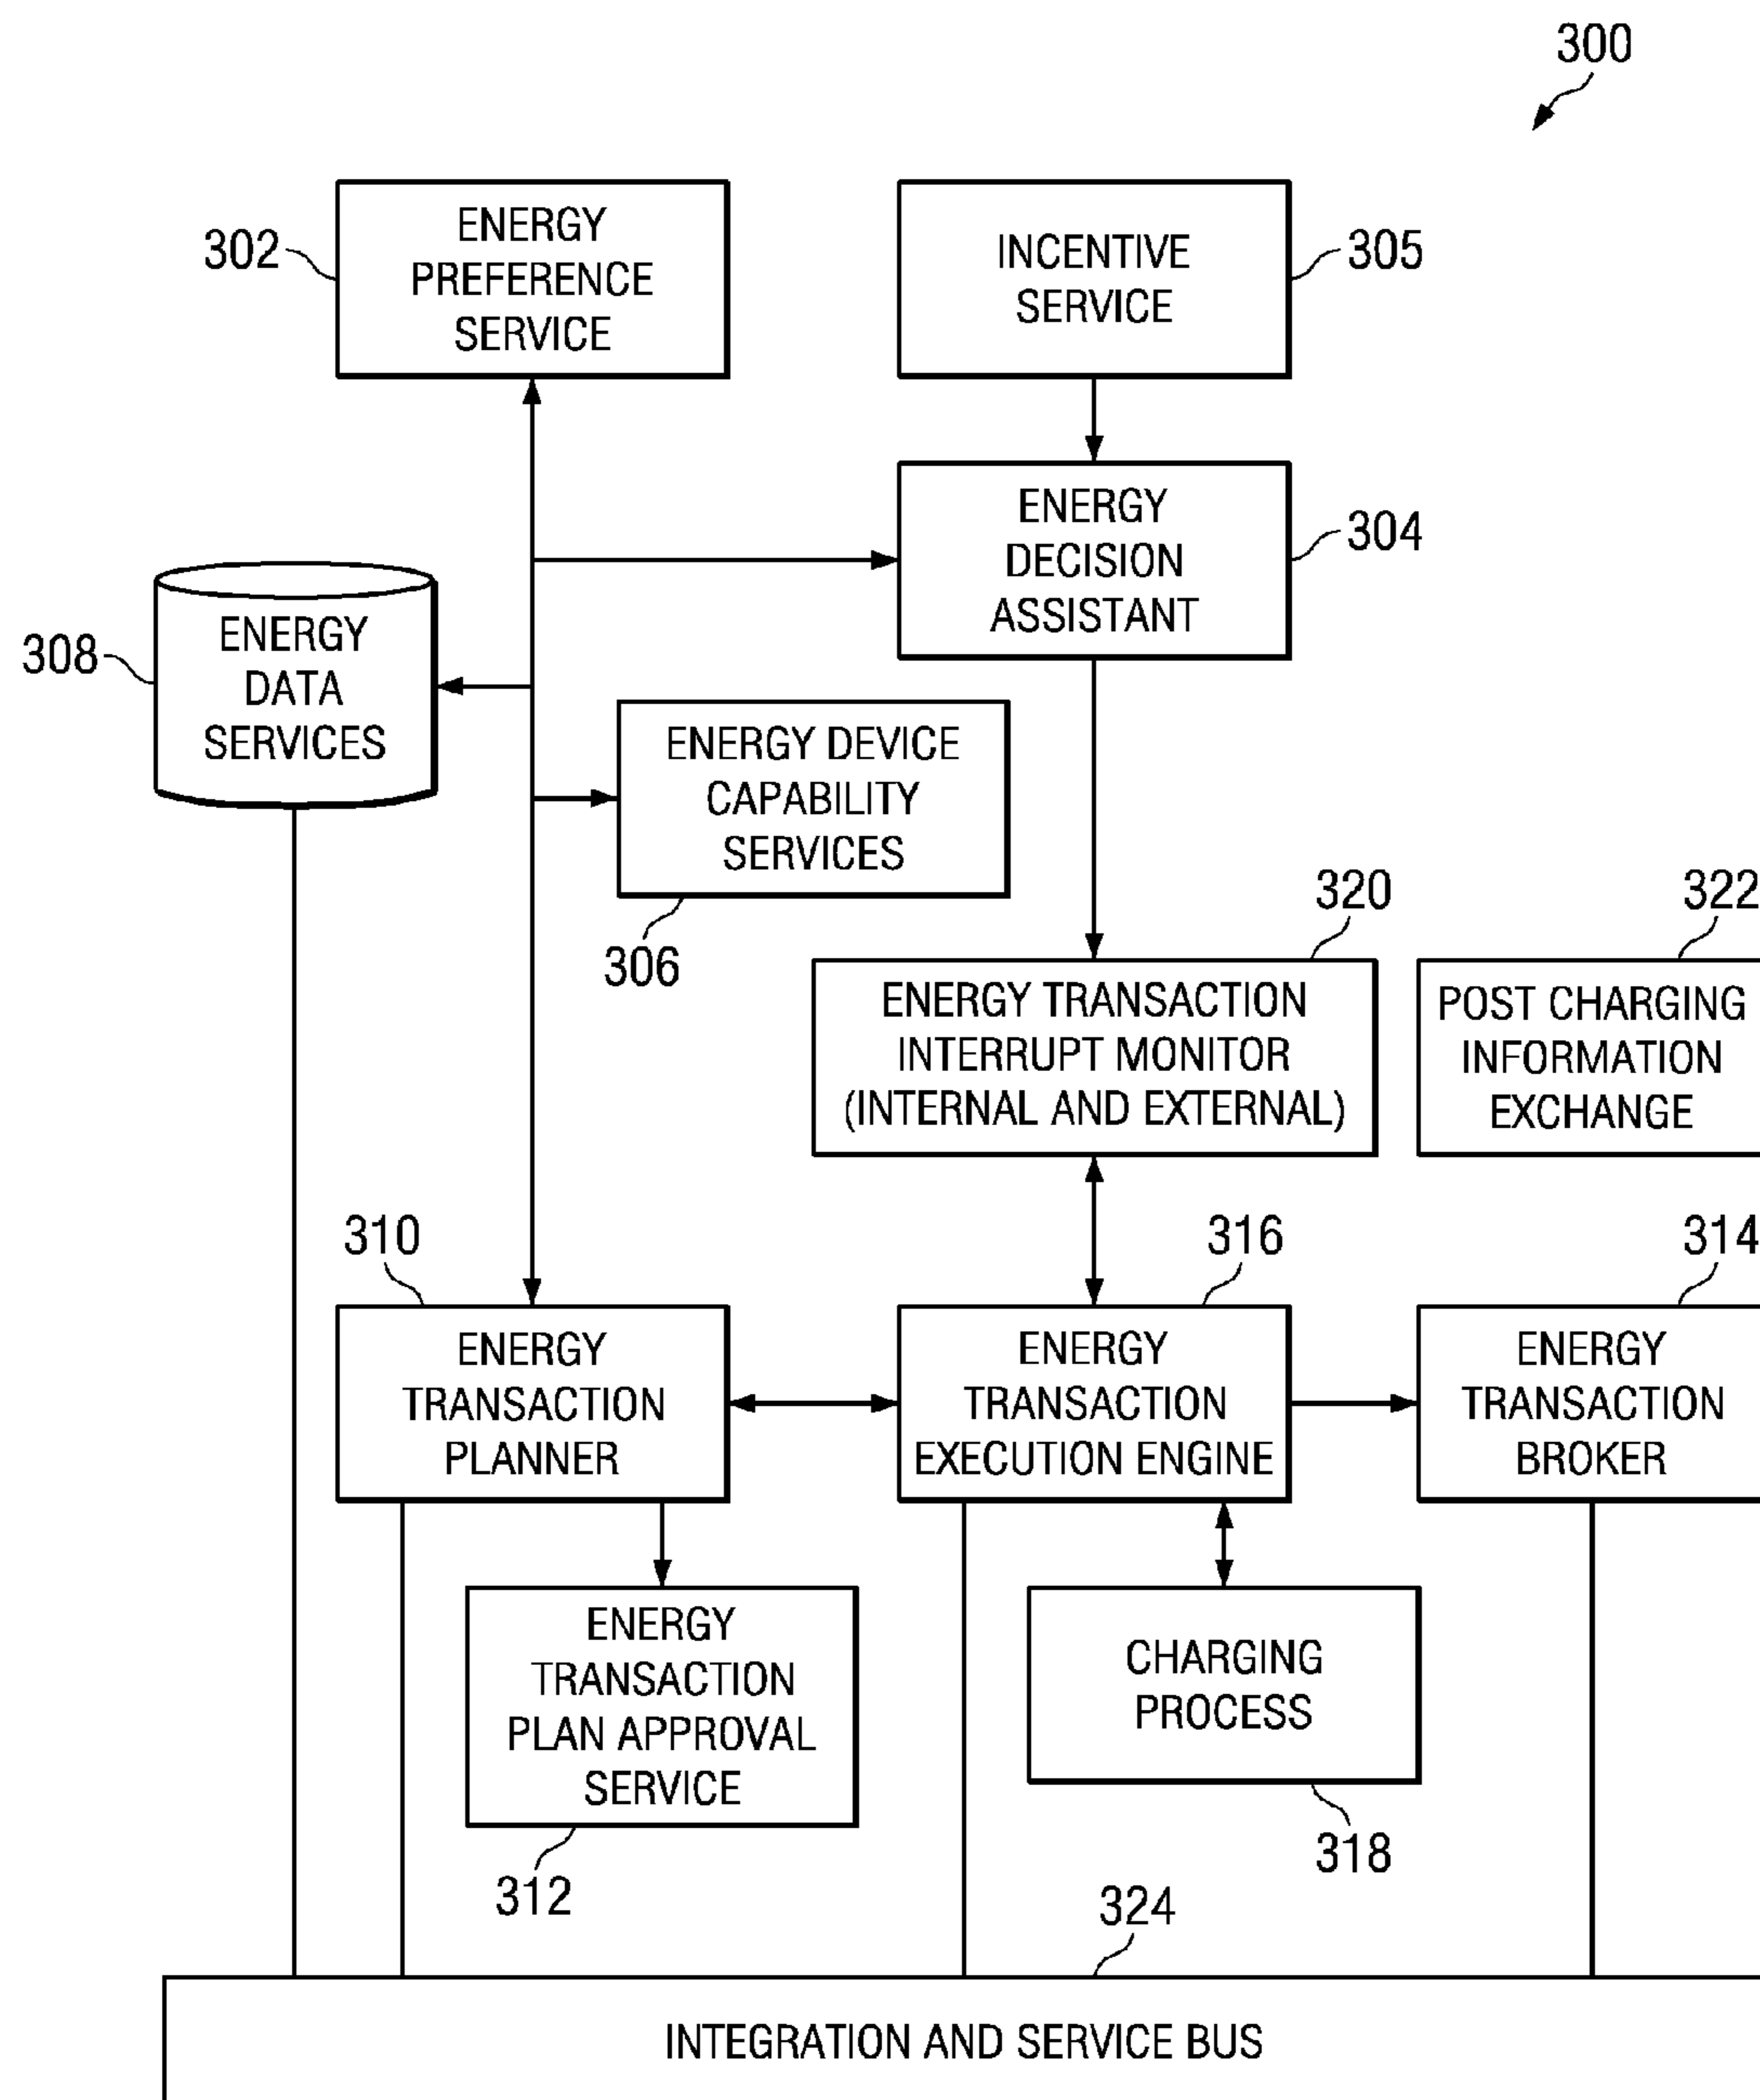 300
302
ENERGY
PREFERENCE
SERVICE
INCENTIVE
SERVICE
305
ENERGY
DECISION
ASSISTANT
304
308
ENERGY
DATA
SERVICES
ENERGY DEVICE
CAPABILITY
SERVICES
306
320
322
ENERGY TRANSACTION
INTERRUPT MONITOR
(INTERNAL AND EXTERNAL)
POST CHARGING
INFORMATION
EXCHANGE
310
316
314
ENERGY
TRANSACTION
PLANNER
ENERGY
TRANSACTION
EXECUTION ENGINE
ENERGY
TRANSACTION
BROKER
ENERGY
TRANSACTION
PLAN APPROVAL
SERVICE
312
CHARGING
PROCESS
318
324
INTEGRATION AND SERVICE BUS